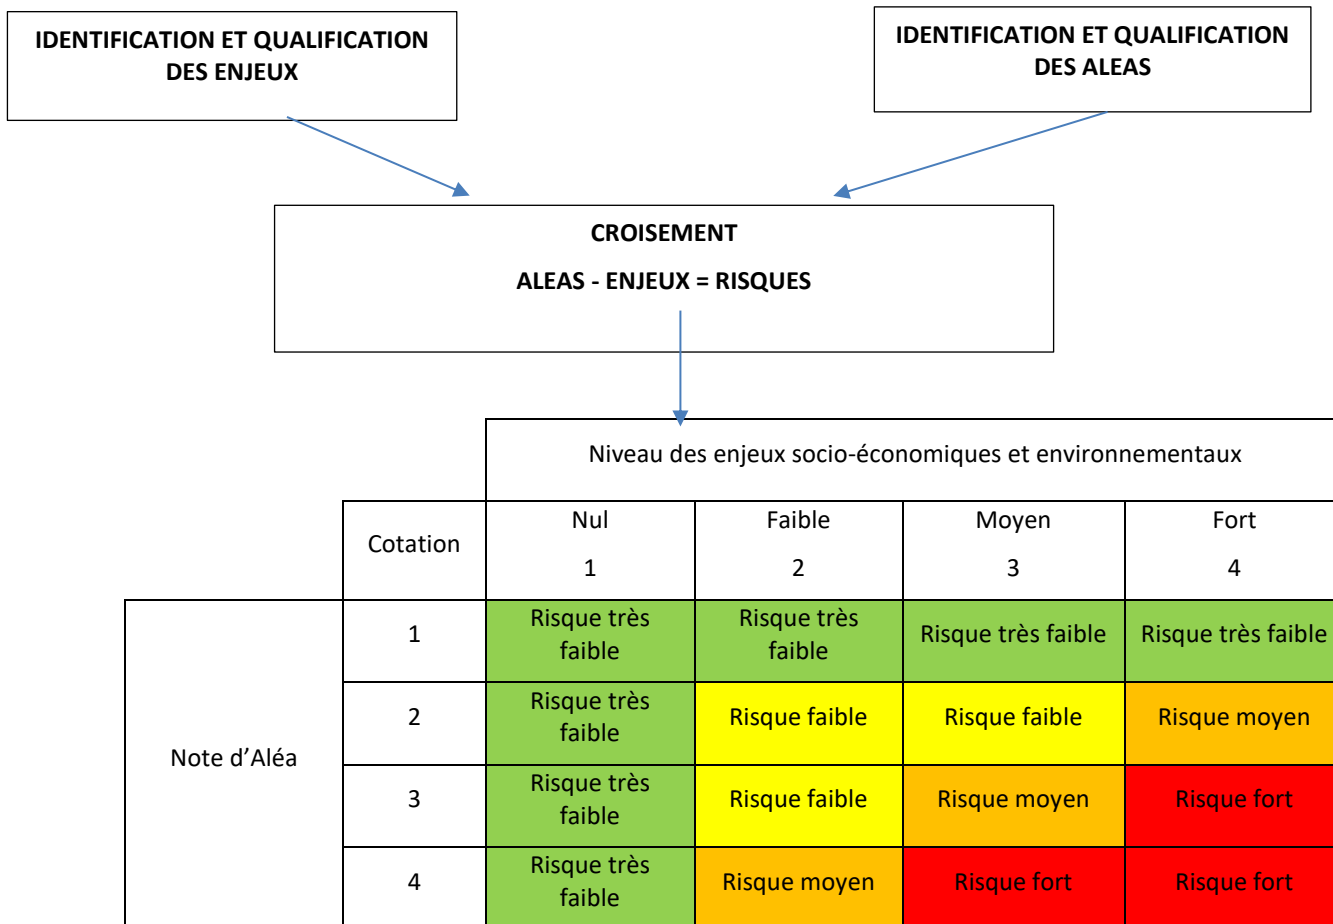 IDENTIFICATION ET QUALIFICATION
DES ENJEUX
IDENTIFICATION ET QUALIFICATION
DES ALEAS
CROISEMENT
ALEAS - ENJEUX = RISQUES
Niveau des enjeux socio-économiques et environnementaux
Cotation
Nul
1
Faible
2
Moyen
3
Fort
4
Note d’Aléa
1
Risque très
faible
Risque très
faible
Risque très faible
Risque très faible
2
Risque très
faible
Risque faible
Risque faible
Risque moyen
3
Risque très
faible
Risque faible
Risque moyen
Risque fort
4
Risque très
faible
Risque moyen
Risque fort
Risque fort